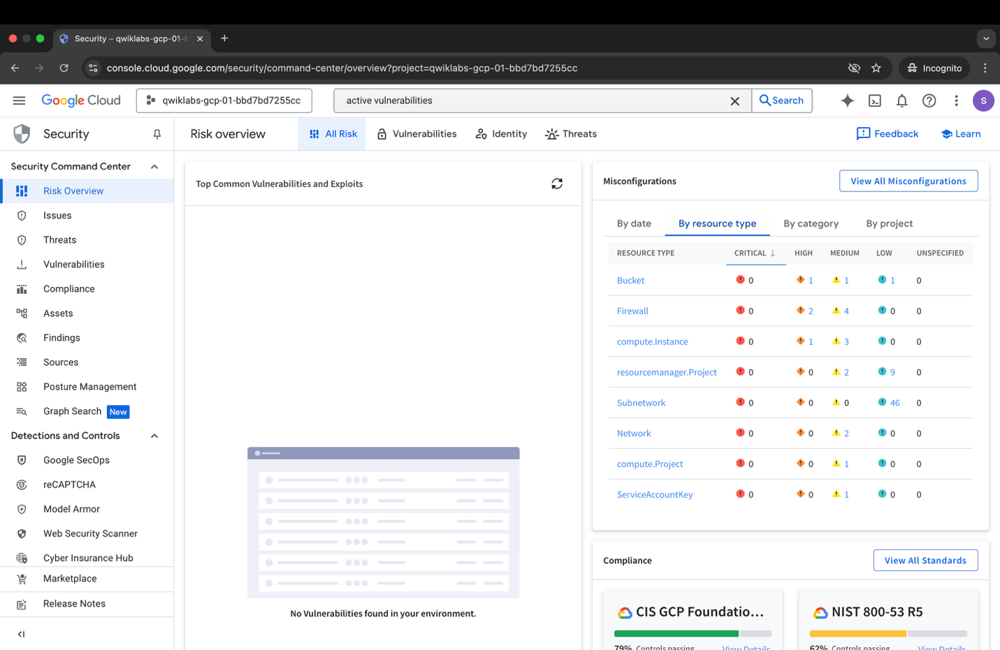 Security – qwiklabs-gcp-01-b
console.cloud.google.com/security/command-center/overview?project=qwiklabs-gcp-01-bbd7bd7255cc
Incognito
Google Cloud
qwiklabs-gcp-01-bbd7bd7255cc
active vulnerabilities
Search
S
Security
Risk overview
All Risk
Vulnerabilities
Identity
Threats
Feedback
Learn
Security Command Center
Risk Overview
Issues
Threats
Vulnerabilities
Compliance
Assets
Findings
Sources
Posture Management
Graph Search New
Detections and Controls
Google SecOps
reCAPTCHA
Model Armor
Web Security Scanner
Cyber Insurance Hub
Marketplace
Release Notes
Top Common Vulnerabilities and Exploits
No Vulnerabilities found in your environment.
Misconfigurations
View All Misconfigurations
By date By resource type By category By project
RESOURCE TYPE CRITICAL HIGH MEDIUM LOW UNSPECIFIED
Bucket 0 1 1 1 0
Firewall 0 2 4 0 0
compute.Instance 0 1 3 0 0
resourcemanager.Project 0 0 2 9 0
Subnetwork 0 0 0 46 0
Network 0 0 2 0 0
compute.Project 0 0 1 0 0
ServiceAccountKey 0 0 1 0 0
Compliance
View All Standards
CIS GCP Foundatio...
79% Controls passing View Details
NIST 800-53 R5
62% Controls passing View Details